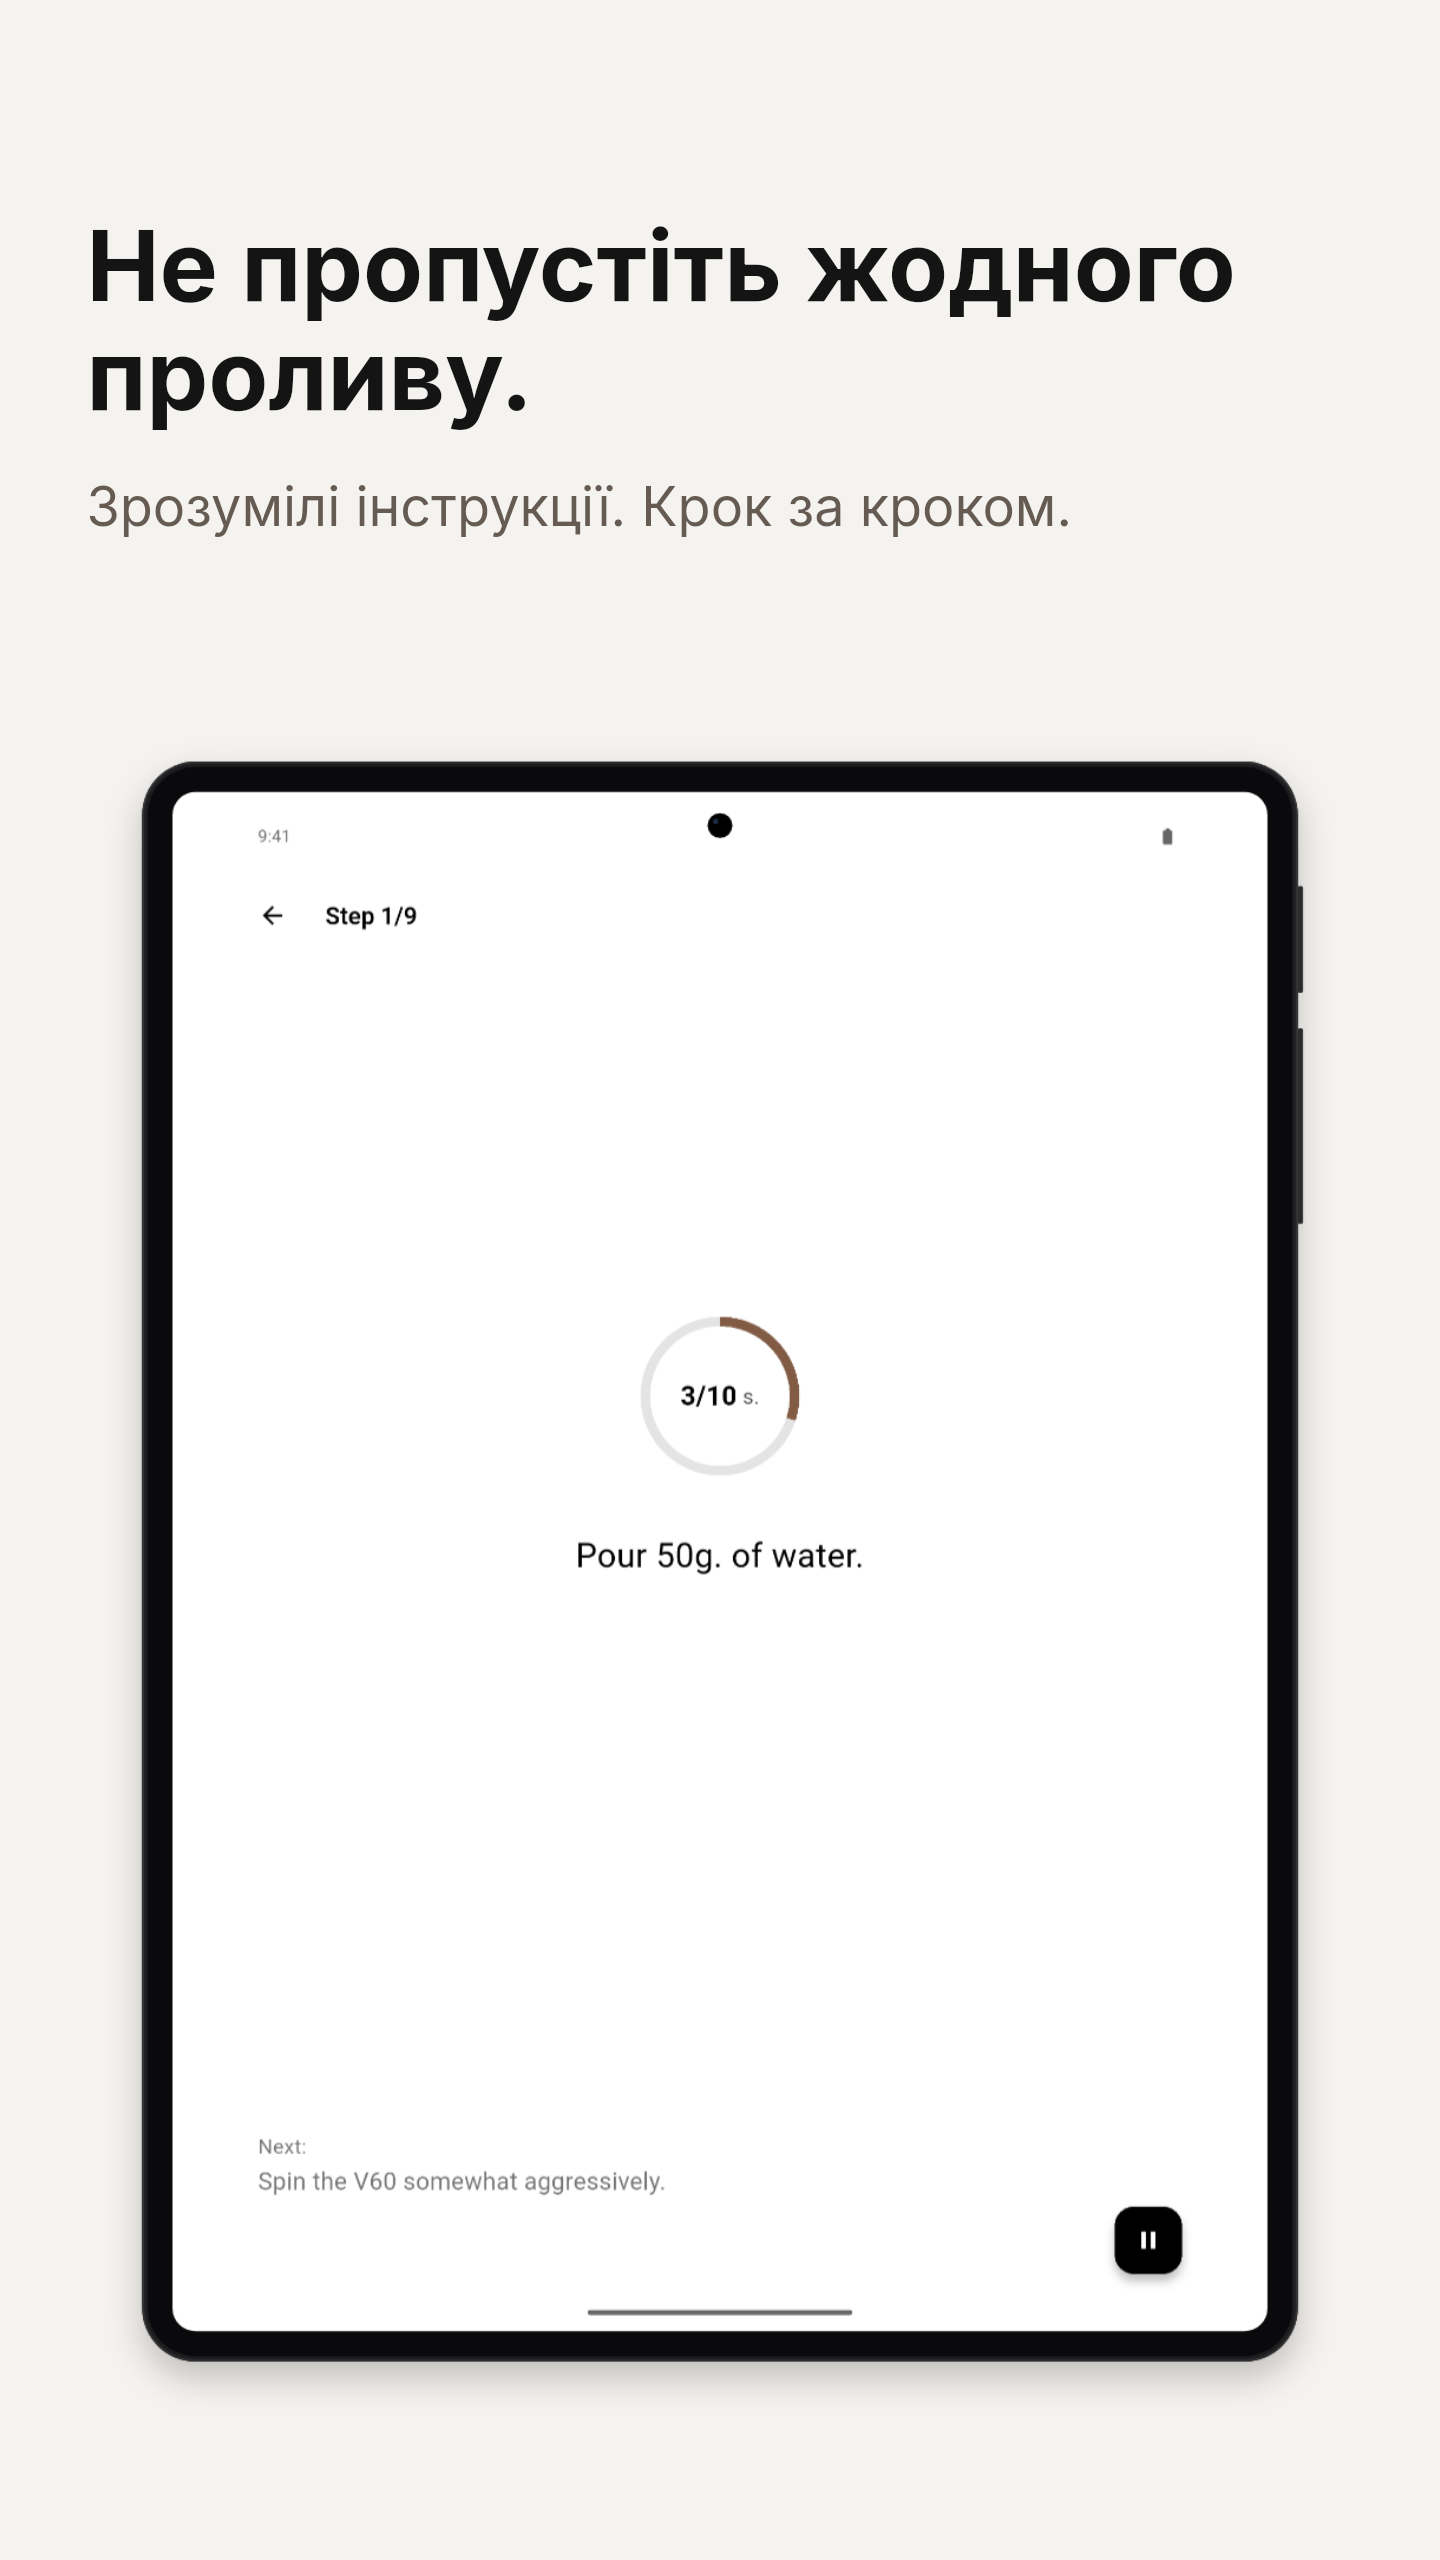 Не пропустіть жодного
проливу.
Зрозумілі інструкції. Крок за кроком.
9:41
Step 1/9
3/10 s.
Pour 50g. of water.
Next:
Spin the V60 somewhat aggressively.